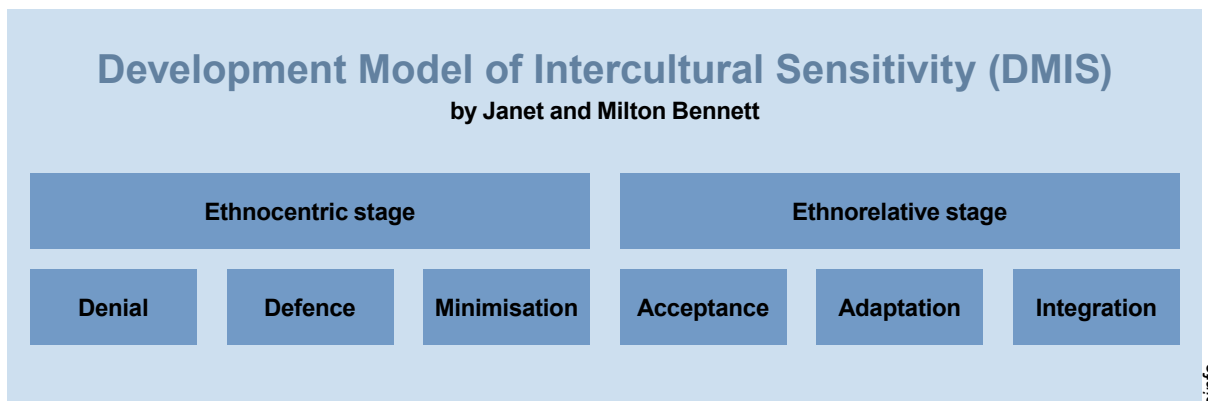 Development Model of Intercultural Sensitivity (DMIS)
by Janet and Milton Bennett
Ethnocentric stage
Ethnorelative stage
Denial
Defence
Minimisation
Acceptance
Adaptation
Integration